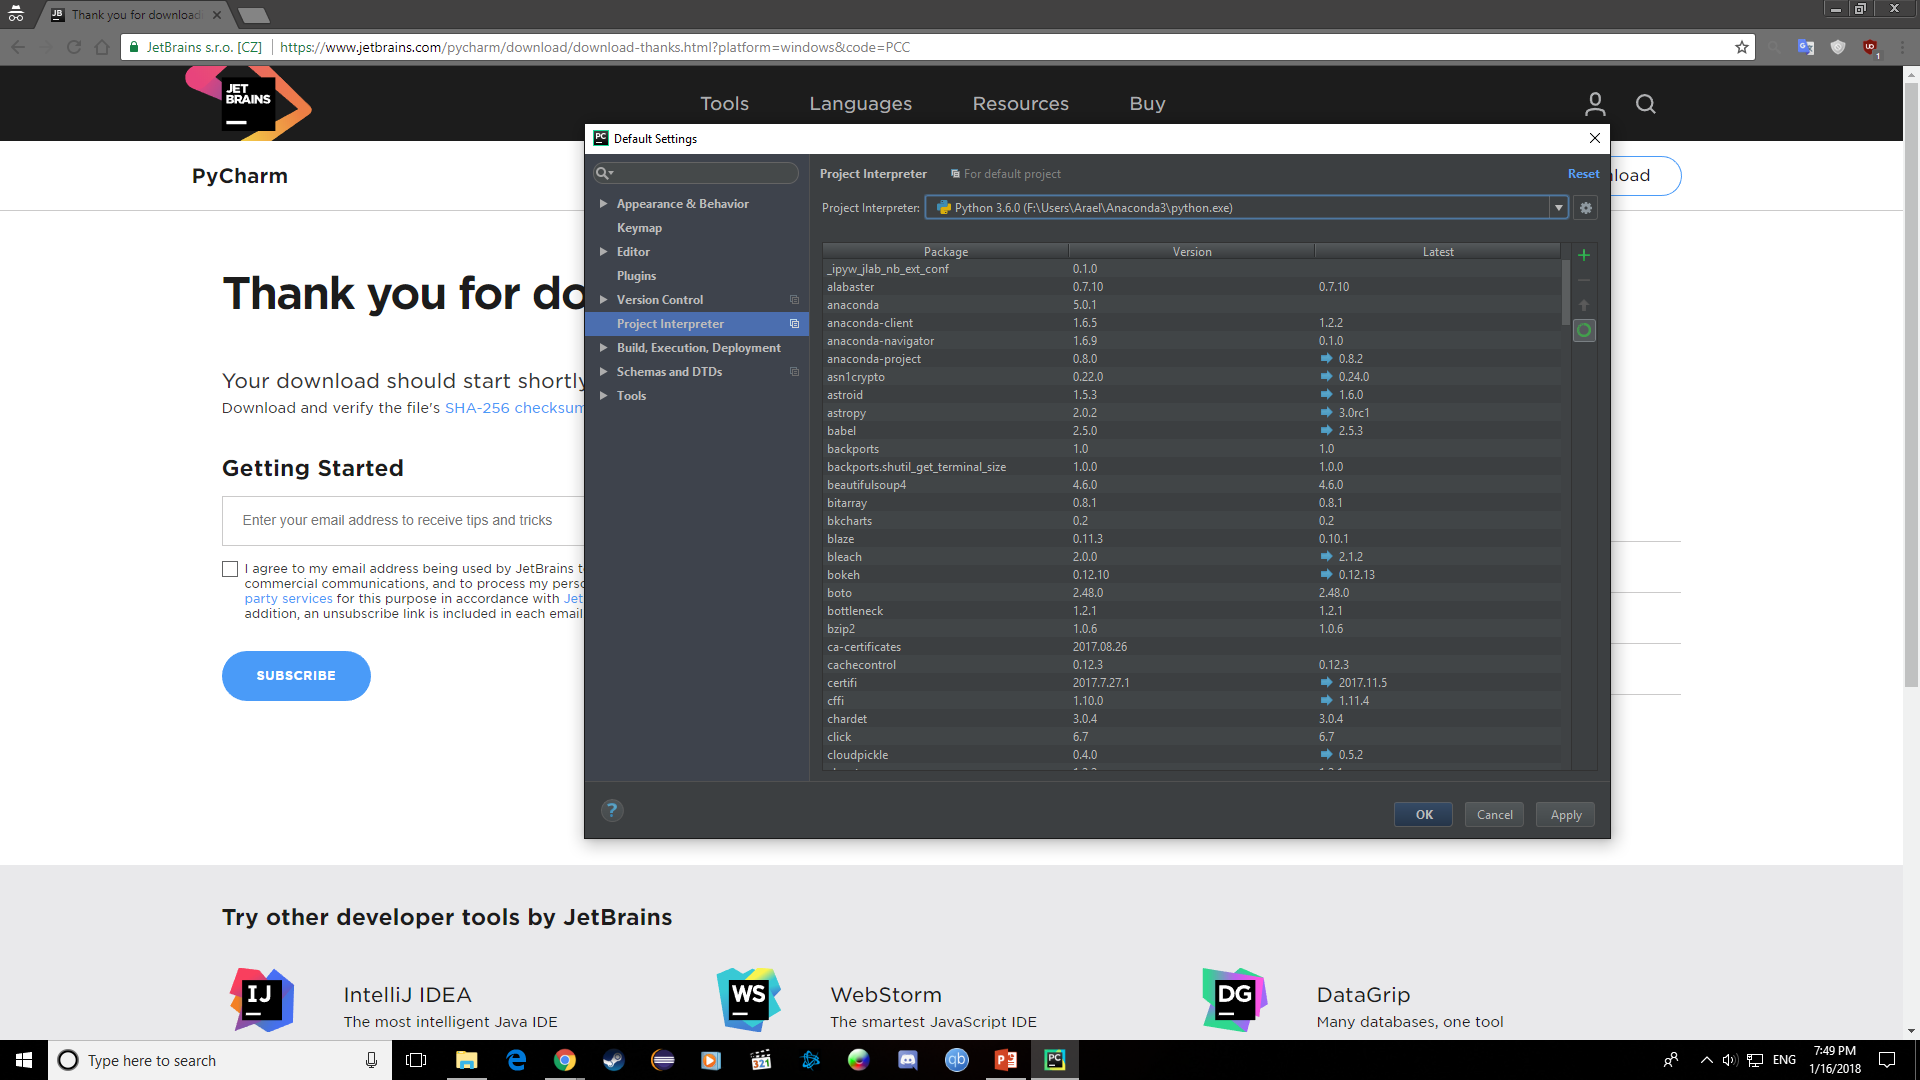 Thank you for download
JetBrains s.r.o. [CZ]
https://www.jetbrains.com/pycharm/download/download-thanks.html?platform=windows&code=PCC
JET
BRAINS
Tools
Languages
Resources
Buy
PyCharm
Thank you for do
Your download should start shortly
Download and verify the file's SHA-256 checksum
Getting Started
Enter your email address to receive tips and tricks
I agree to my email address being used by JetBrains t
commercial communications, and to process my perso
party services for this purpose in accordance with Jet
addition, an unsubscribe link is included in each email
SUBSCRIBE
PC
Default Settings
Appearance & Behavior
Keymap
Editor
Plugins
Version Control
Project Interpreter
Build, Execution, Deployment
Schemas and DTDs
Tools
Project Interpreter
For default project
Reset
Project Interpreter:
Python 3.6.0 (F:\Users\Arael\Anaconda3\python.exe)
Package Version Latest
_ipyw_jlab_nb_ext_conf 0.1.0
alabaster 0.7.10 0.7.10
anaconda 5.0.1
anaconda-client 1.6.5 1.2.2
anaconda-navigator 1.6.9 0.1.0
anaconda-project 0.8.0 0.8.2
asn1crypto 0.22.0 0.24.0
astroid 1.5.3 1.6.0
astropy 2.0.2 3.0rc1
babel 2.5.0 2.5.3
backports 1.0 1.0
backports.shutil_get_terminal_size 1.0.0 1.0.0
beautifulsoup4 4.6.0 4.6.0
bitarray 0.8.1 0.8.1
bkcharts 0.2 0.2
blaze 0.11.3 0.10.1
bleach 2.0.0 2.1.2
bokeh 0.12.10 0.12.13
boto 2.48.0 2.48.0
bottleneck 1.2.1 1.2.1
bzip2 1.0.6 1.0.6
ca-certificates 2017.08.26
cachecontrol 0.12.3 0.12.3
certifi 2017.7.27.1 2017.11.5
cffi 1.10.0 1.11.4
chardet 3.0.4 3.0.4
click 6.7 6.7
cloudpickle 0.4.0 0.5.2
?
OK
Cancel
Apply
load
Try other developer tools by JetBrains
IJ
IntelliJ IDEA
The most intelligent Java IDE
WS
WebStorm
The smartest JavaScript IDE
DG
DataGrip
Many databases, one tool
Type here to search
321
qb
PC
ENG
7:49 PM
1/16/2018